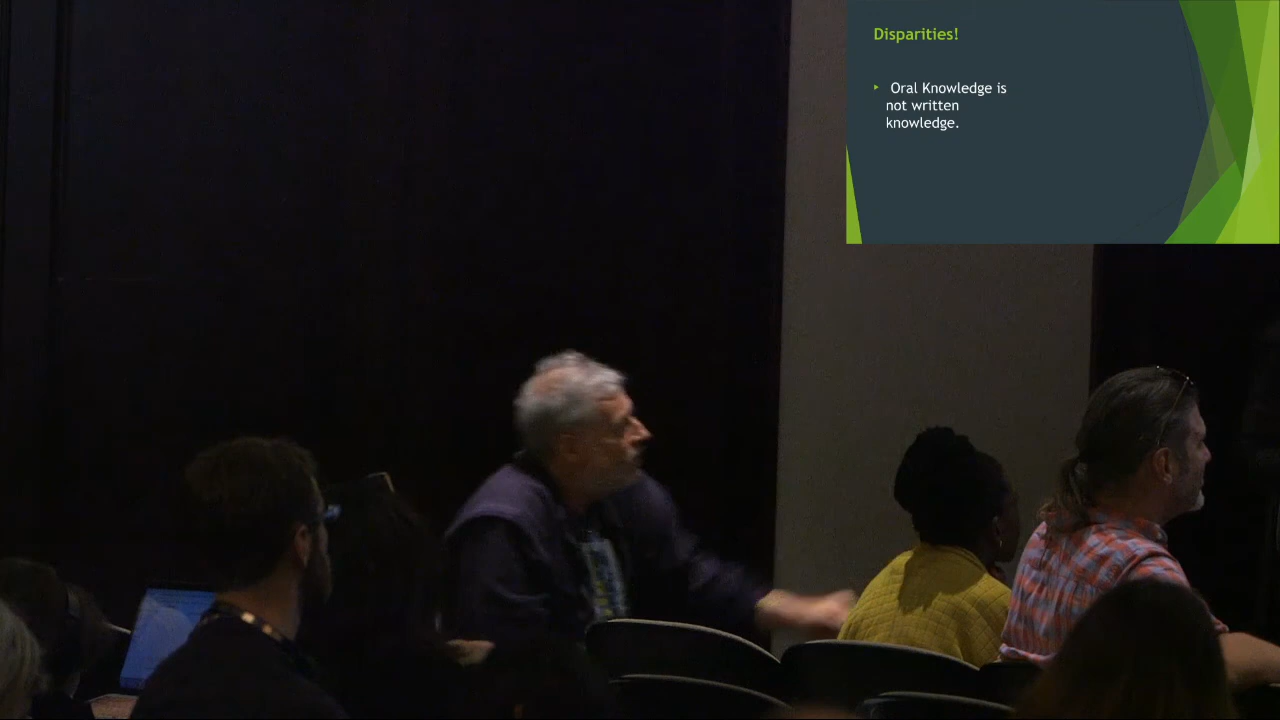 Disparities!
Oral Knowledge is
not written
knowledge.